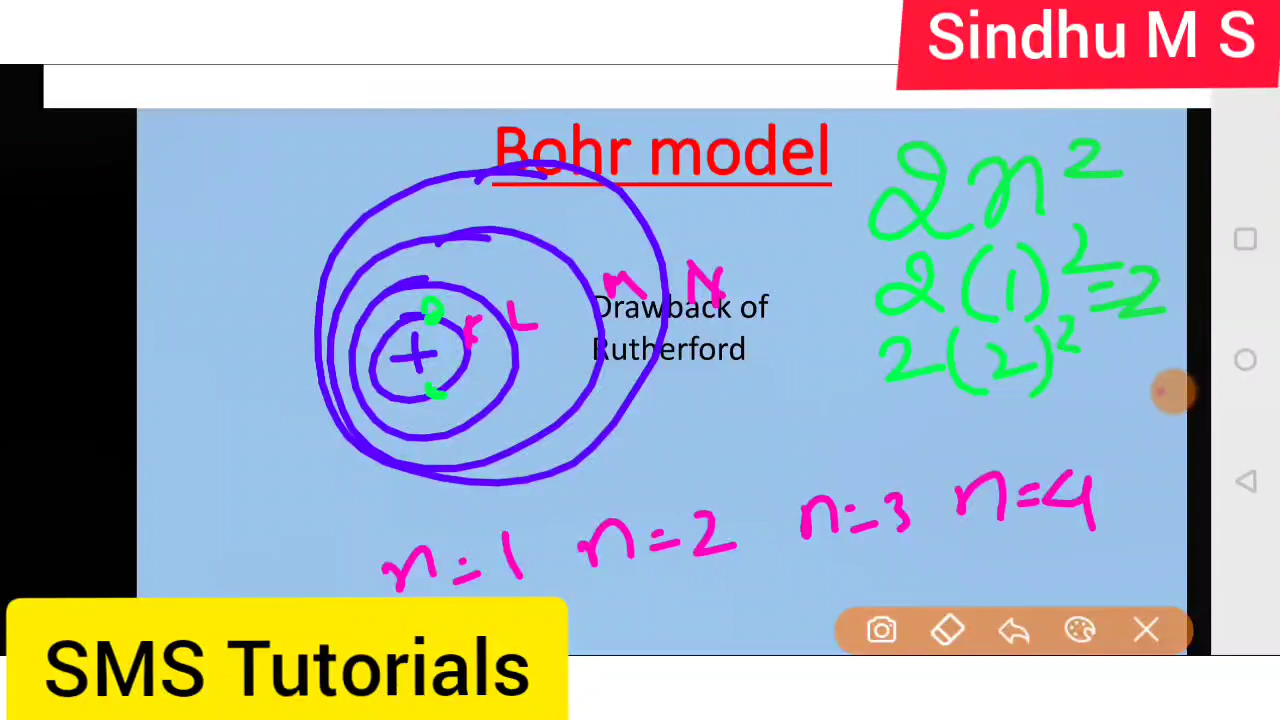 Sindhu M S
Bohr model
2n²
2(1)²=2
2(2)²
K L M N
+
Drawback of
Rutherford
n=1 n=2 n=3 n=4
SMS Tutorials